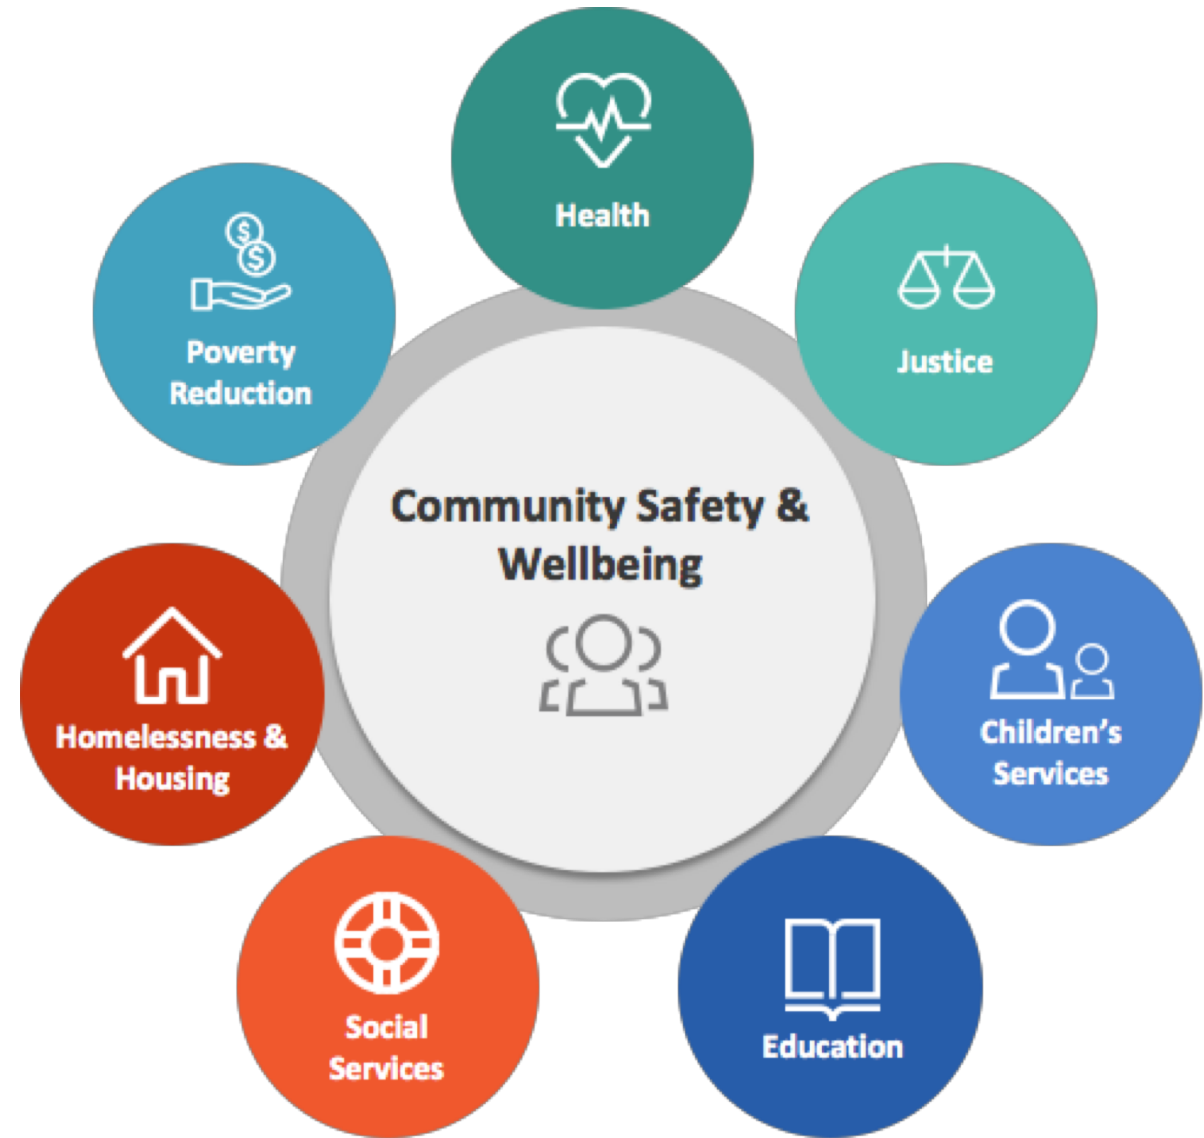 Health
Justice
Children’s
Services
Education
Social
Services
Homelessness &
Housing
Poverty
Reduction
Community Safety &
Wellbeing
$
$